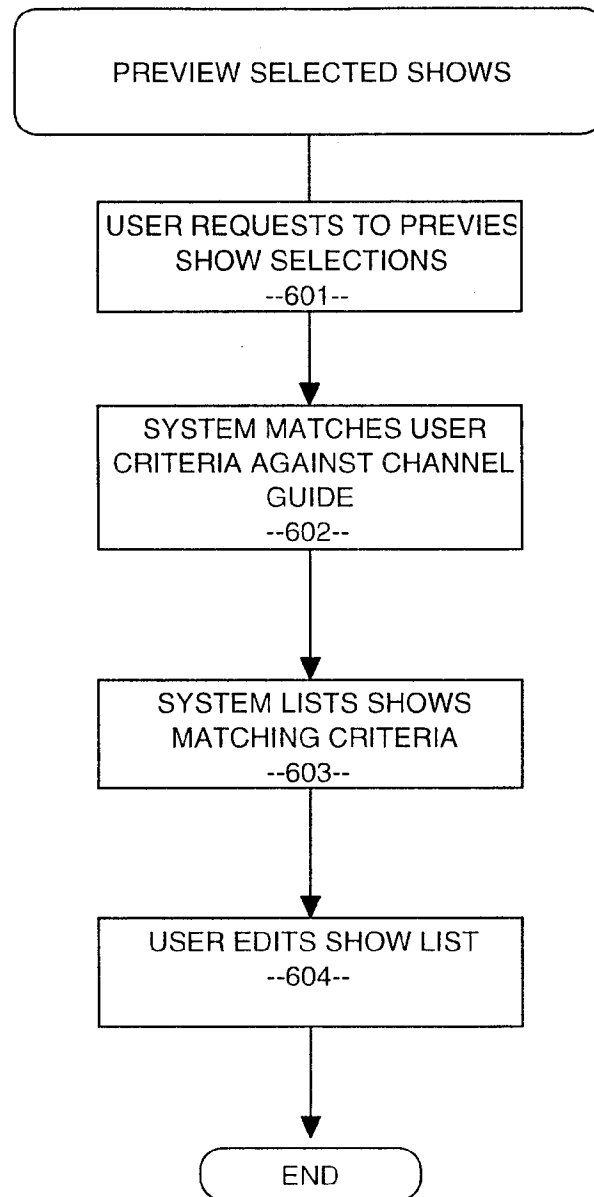 PREVIEW SELECTED SHOWS
USER REQUESTS TO PREVIES
SHOW SELECTIONS
--601--
SYSTEM MATCHES USER
CRITERIA AGAINST CHANNEL
GUIDE
--602--
SYSTEM LISTS SHOWS
MATCHING CRITERIA
--603--
USER EDITS SHOW LIST
--604--
END